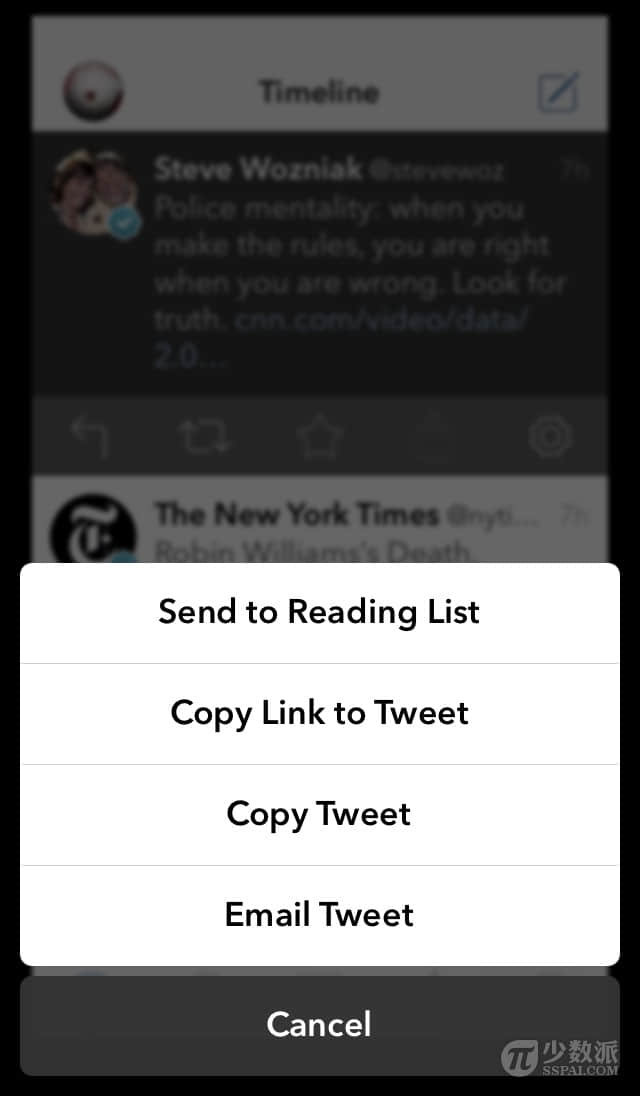 Timeline
Steve Wozniak @stevewoz 7h
Police mentality: when you
make the rules, you are right
when you are wrong. Look for
truth. cnn.com/video/data/
2.0...
The New York Times @nyti... 7h
Robin Williams's Death,
Send to Reading List
Copy Link to Tweet
Copy Tweet
Email Tweet
Cancel
少数派
SSPAI.COM